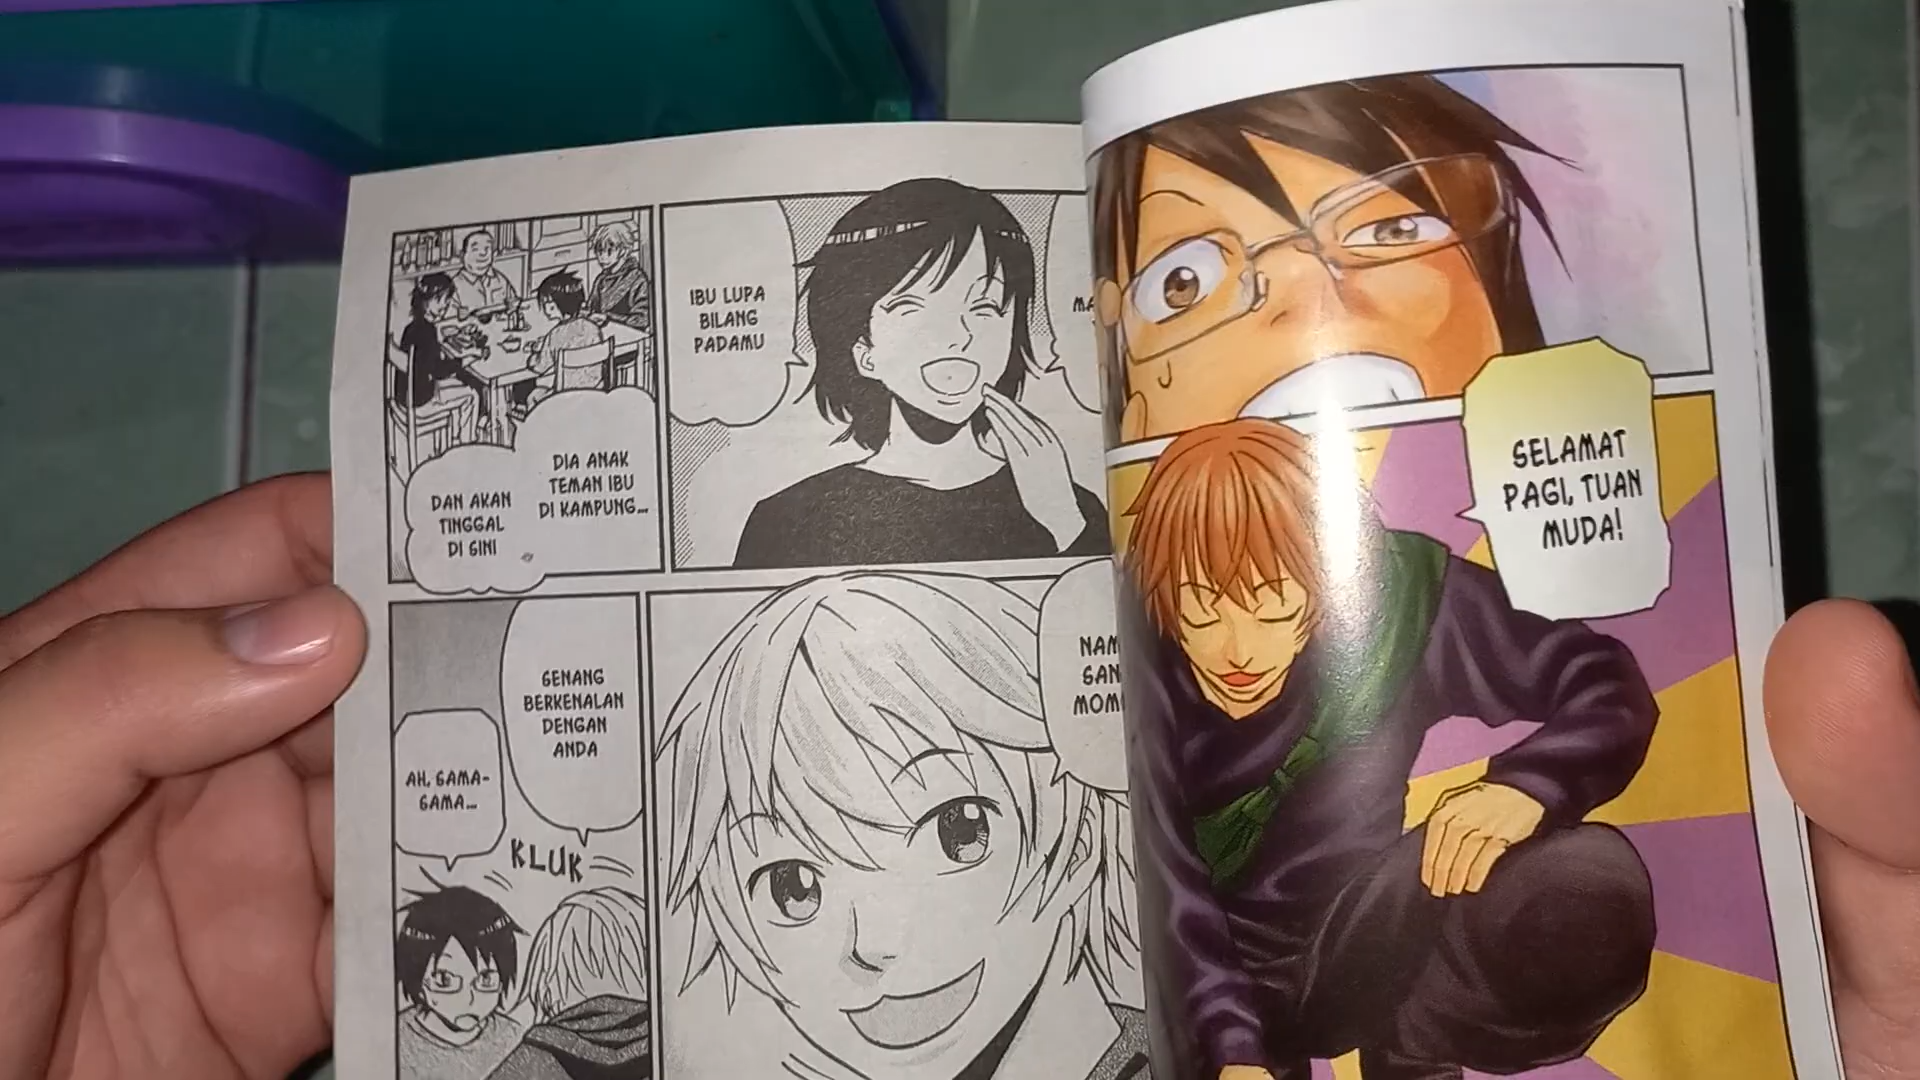 SELAMAT
PAGI, TUAN
MUDA!
IBU LUPA
BILANG
PADAMU
DIA ANAK
TEMAN IBU
DI KAMPUNG...
DAN AKAN
TINGGAL
DI SINI
SENANG
BERKENALAN
DENGAN
ANDA
AH, SAMA-
SAMA...
KLUK